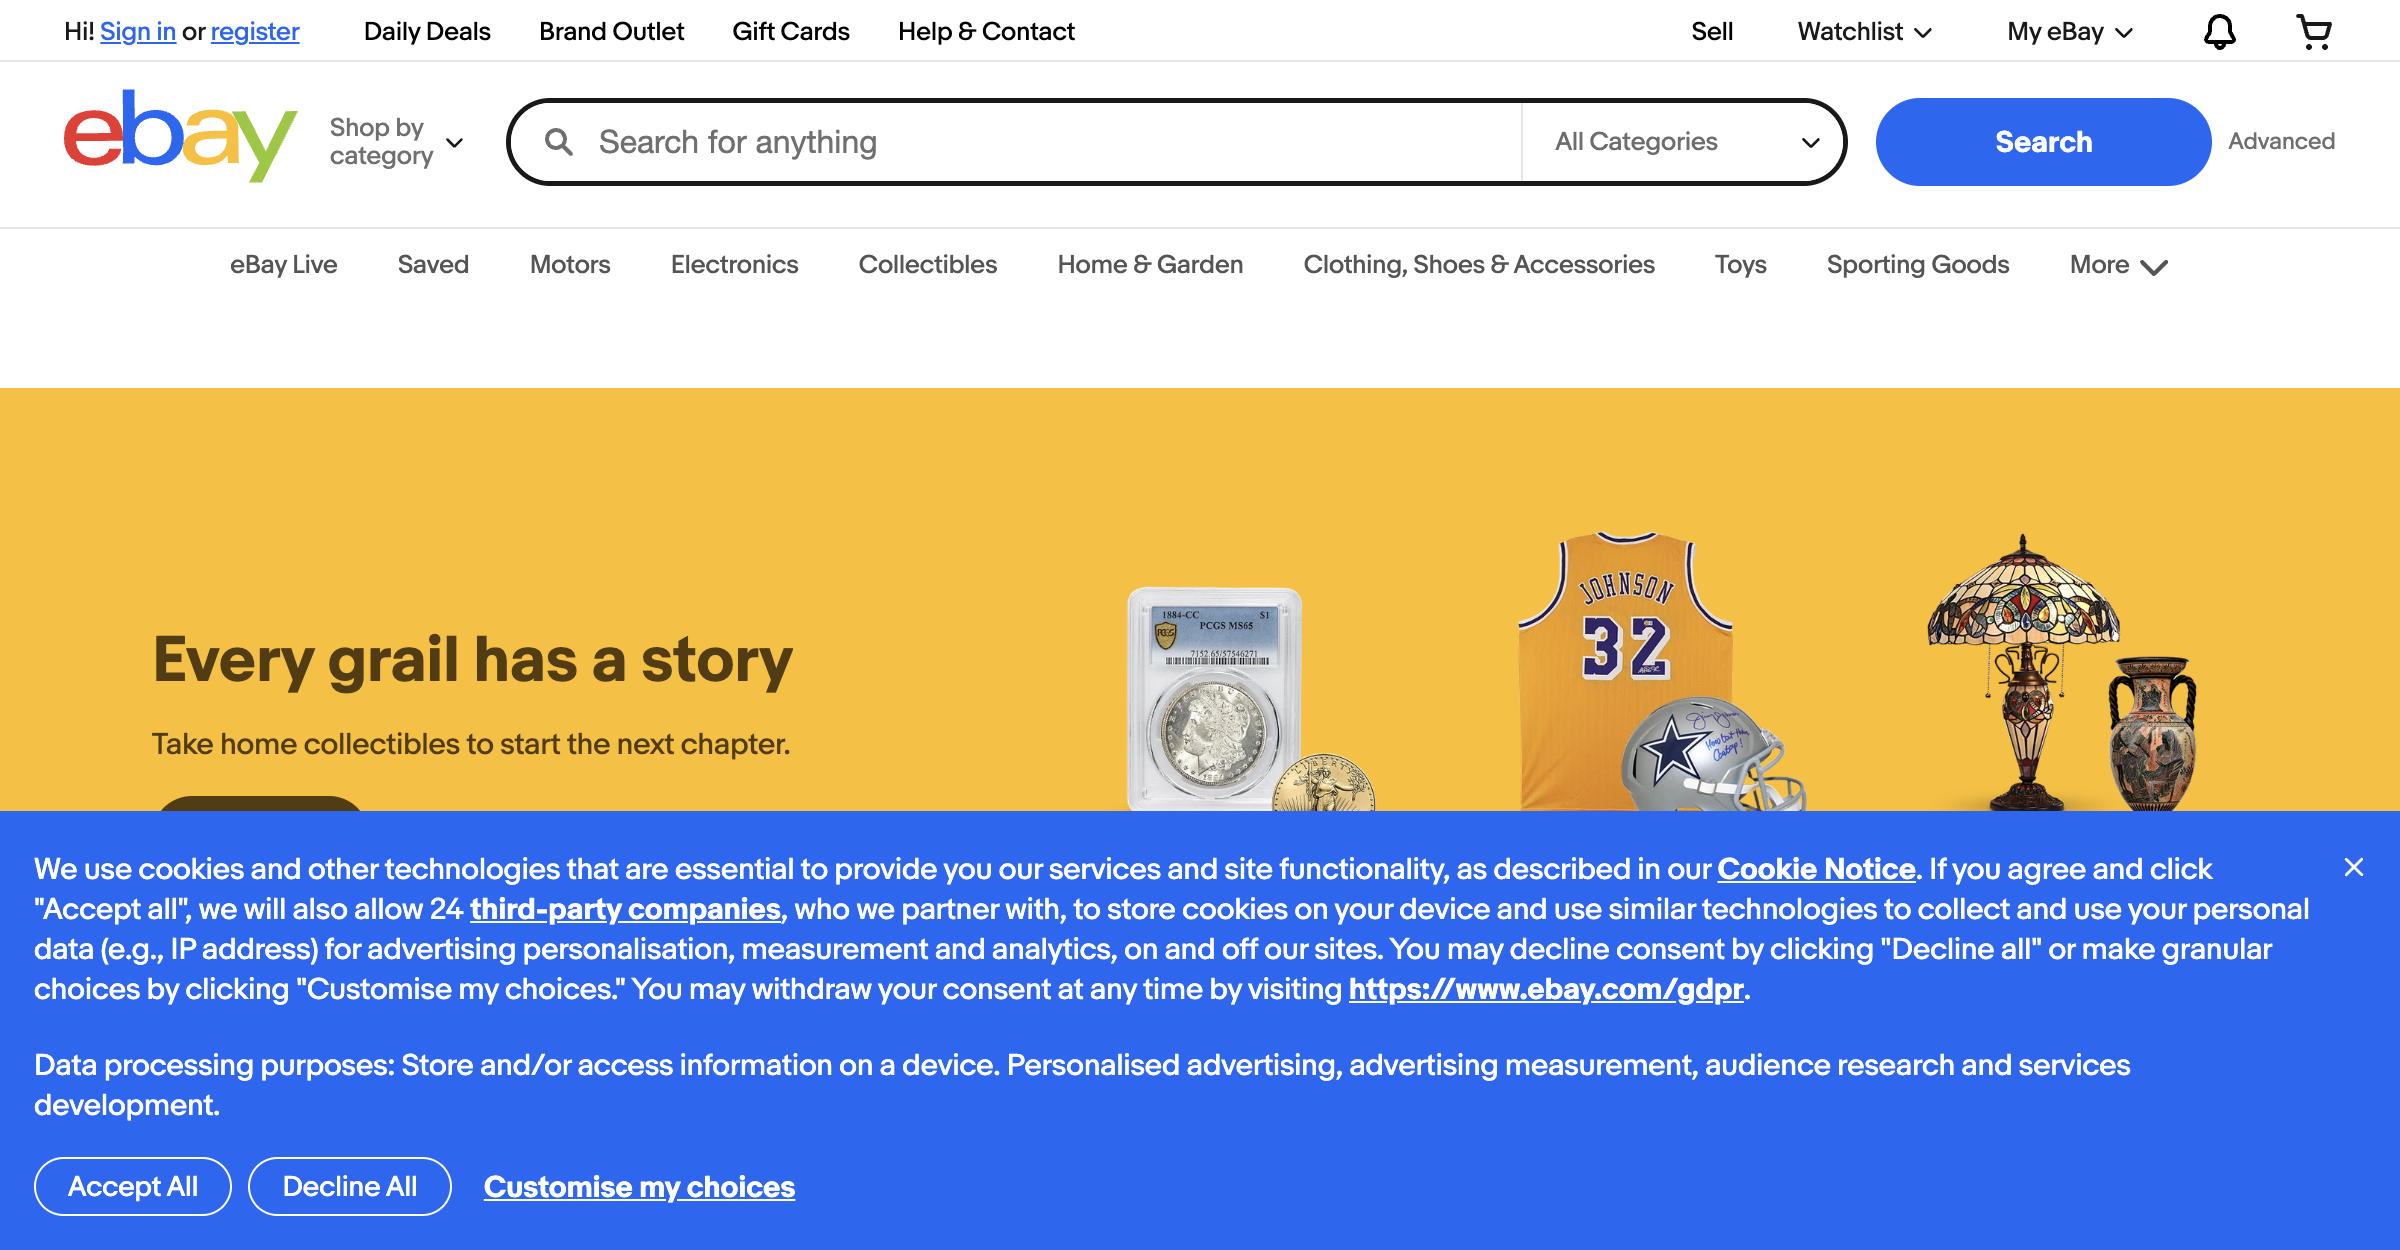 Hi! Sign in or register Daily Deals Brand Outlet Gift Cards Help & Contact Sell Watchlist My eBay
ebay
Shop by
category
Search for anything
All Categories
Search
Advanced
eBay Live Saved Motors Electronics Collectibles Home & Garden Clothing, Shoes & Accessories Toys Sporting Goods More
Every grail has a story
Take home collectibles to start the next chapter.
1884-CC $1
PCGS MS65
PCGS
7152.65/57546271
LIBERTY
JOHNSON
32
We use cookies and other technologies that are essential to provide you our services and site functionality, as described in our Cookie Notice. If you agree and click
"Accept all", we will also allow 24 third-party companies, who we partner with, to store cookies on your device and use similar technologies to collect and use your personal
data (e.g., IP address) for advertising personalisation, measurement and analytics, on and off our sites. You may decline consent by clicking "Decline all" or make granular
choices by clicking "Customise my choices." You may withdraw your consent at any time by visiting https://www.ebay.com/gdpr.
Data processing purposes: Store and/or access information on a device. Personalised advertising, advertising measurement, audience research and services
development.
Accept All
Decline All
Customise my choices